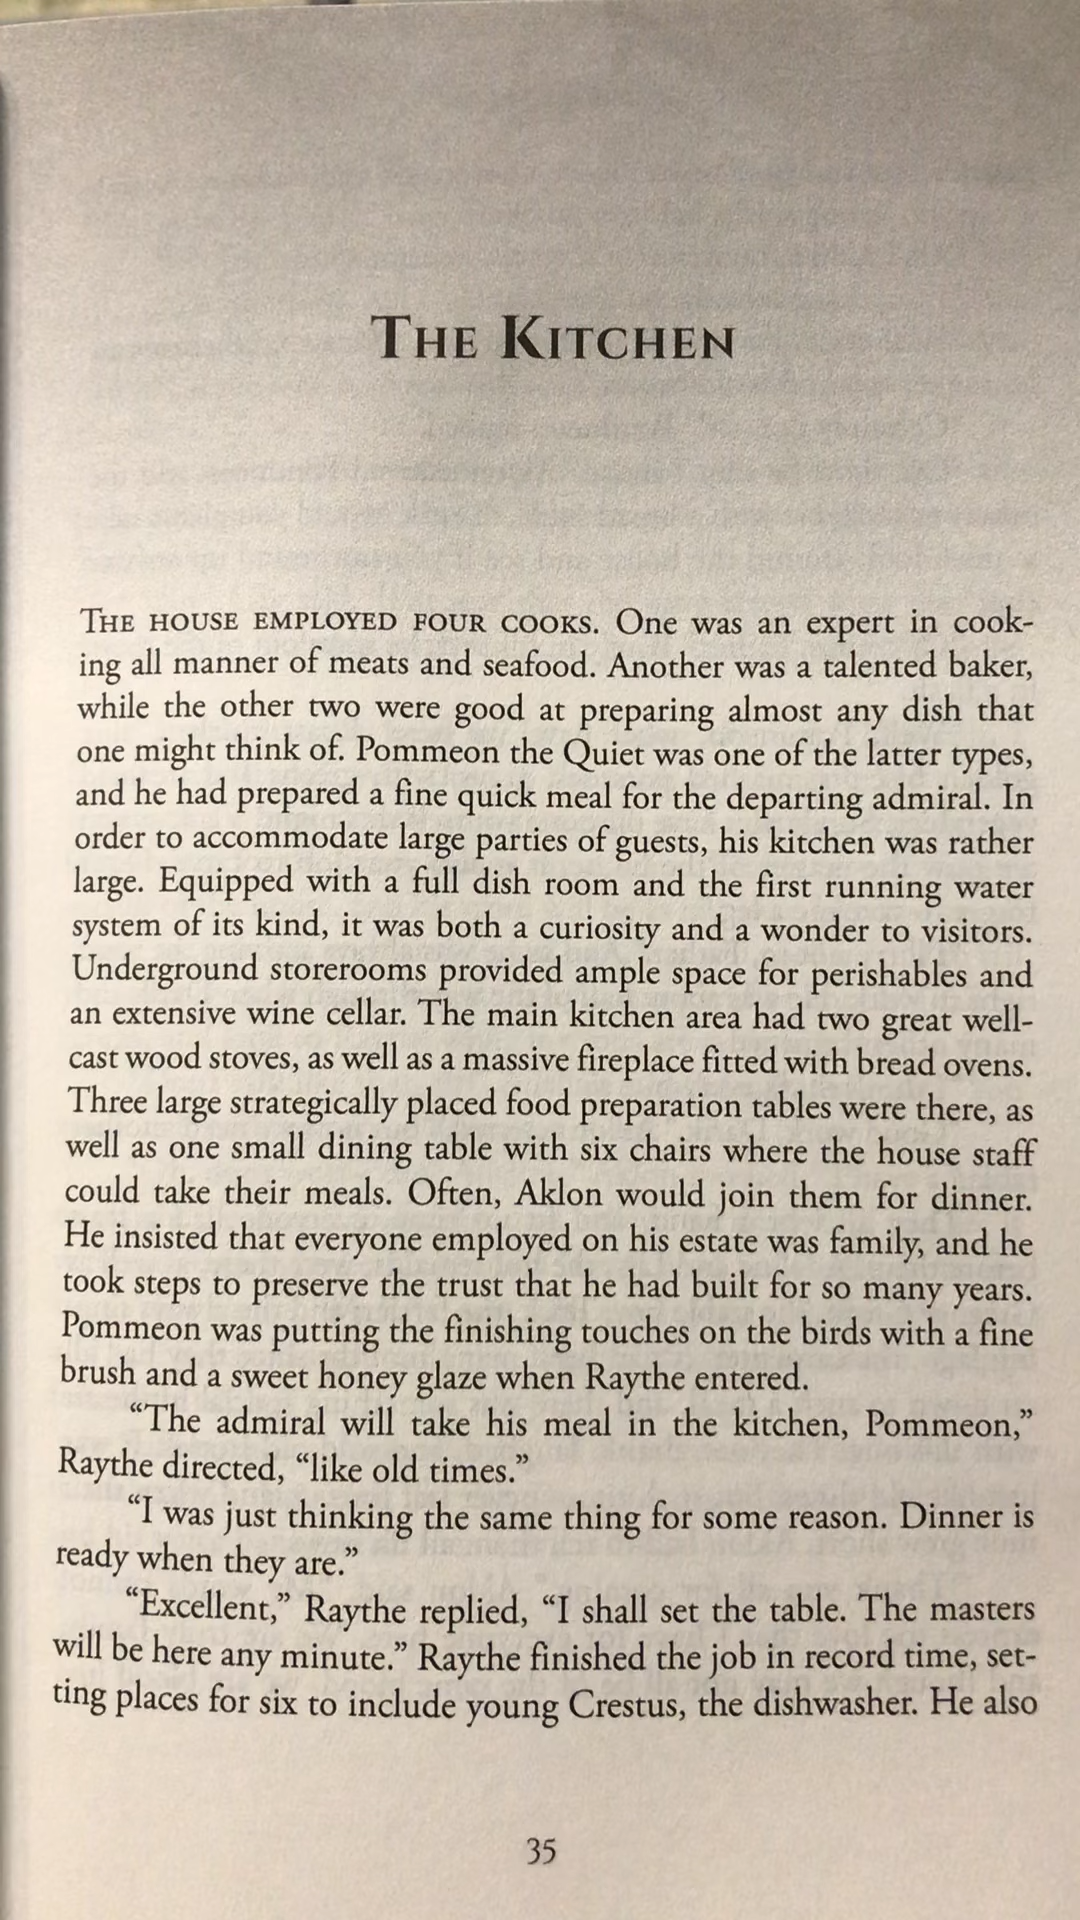 The Kitchen
The house employed four cooks. One was an expert in cook-
ing all manner of meats and seafood. Another was a talented baker,
while the other two were good at preparing almost any dish that
one might think of. Pommeon the Quiet was one of the latter types,
and he had prepared a fine quick meal for the departing admiral. In
order to accommodate large parties of guests, his kitchen was rather
large. Equipped with a full dish room and the first running water
system of its kind, it was both a curiosity and a wonder to visitors.
Underground storerooms provided ample space for perishables and
an extensive wine cellar. The main kitchen area had two great well-
cast wood stoves, as well as a massive fireplace fitted with bread ovens.
Three large strategically placed food preparation tables were there, as
well as one small dining table with six chairs where the house staff
could take their meals. Often, Aklon would join them for dinner.
He insisted that everyone employed on his estate was family, and he
took steps to preserve the trust that he had built for so many years.
Pommeon was putting the finishing touches on the birds with a fine
brush and a sweet honey glaze when Raythe entered.
“The admiral will take his meal in the kitchen, Pommeon,”
Raythe directed, “like old times.”
“I was just thinking the same thing for some reason. Dinner is
ready when they are.”
“Excellent,” Raythe replied, “I shall set the table. The masters
will be here any minute.” Raythe finished the job in record time, set-
ting places for six to include young Crestus, the dishwasher. He also
35